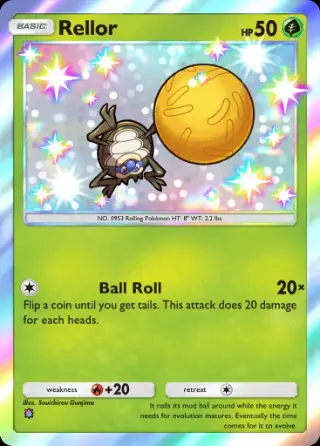 BASIC Rellor HP 50
NO. 0953 Rolling Pokémon HT: 8" WT: 2.2 lbs
Ball Roll 20×
Flip a coin until you get tails. This attack does 20 damage
for each heads.
weakness +20 retreat
Illus. Souichirou Gunjima
It rolls its mud ball around while the energy it
needs for evolution matures. Eventually the time
comes for it to evolve.